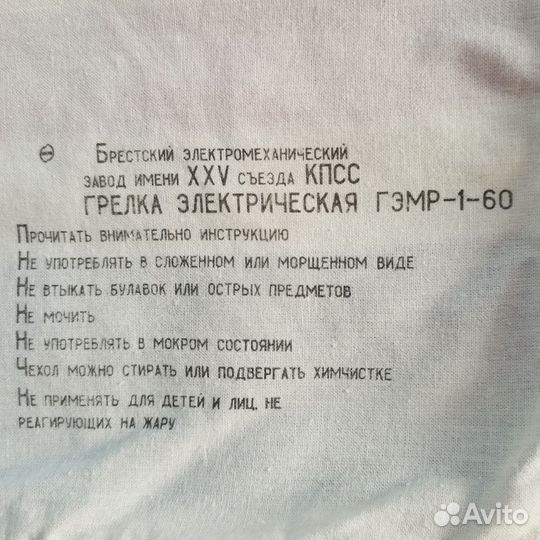 Брестский электромеханический
завод имени XXV съезда КПСС
грелка электрическая ГЭМР-1-60
Прочитать внимательно инструкцию
Не употреблять в сложенном или морщенном виде
Не втыкать булавок или острых предметов
Не мочить
Не употреблять в мокром состоянии
Чехол можно стирать или подвергать химчистке
Не применять для детей и лиц, не
реагирующих на жару
Avito